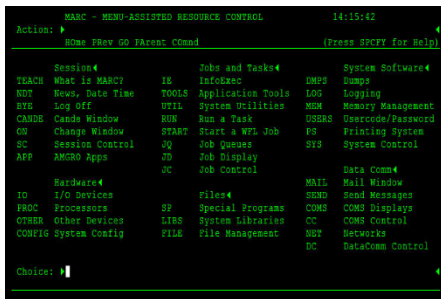 MARC - MENU-ASSISTED RESOURCE CONTROL 14:15:42
Action:
HOme PRev GO PArent COmnd (Press SPCFY for Help)
Session Jobs and Tasks System Software
TEACH What is MARC? IE InfoExec DMPS Dumps
NDT News, Date Time TOOLS Application Tools LOG Logging
BYE Log Off UTIL System Utilities MEM Memory Management
CANDE Cande Window RUN Run a Task USERS Usercode/Password
ON Change Window START Start a WFL Job PS Printing System
SC Session Control JQ Job Queues SYS System Control
APP AMGRO Apps JD Job Display
JC Job Control Data Comm
Hardware MAIL Mail Window
IO I/O Devices Files SEND Send Messages
PROC Processors SP Special Programs COMS COMS Displays
OTHER Other Devices LIBS System Libraries CC COMS Control
CONFIG System Config FILE File Management NET Networks
DC DataComm Control
Choice: